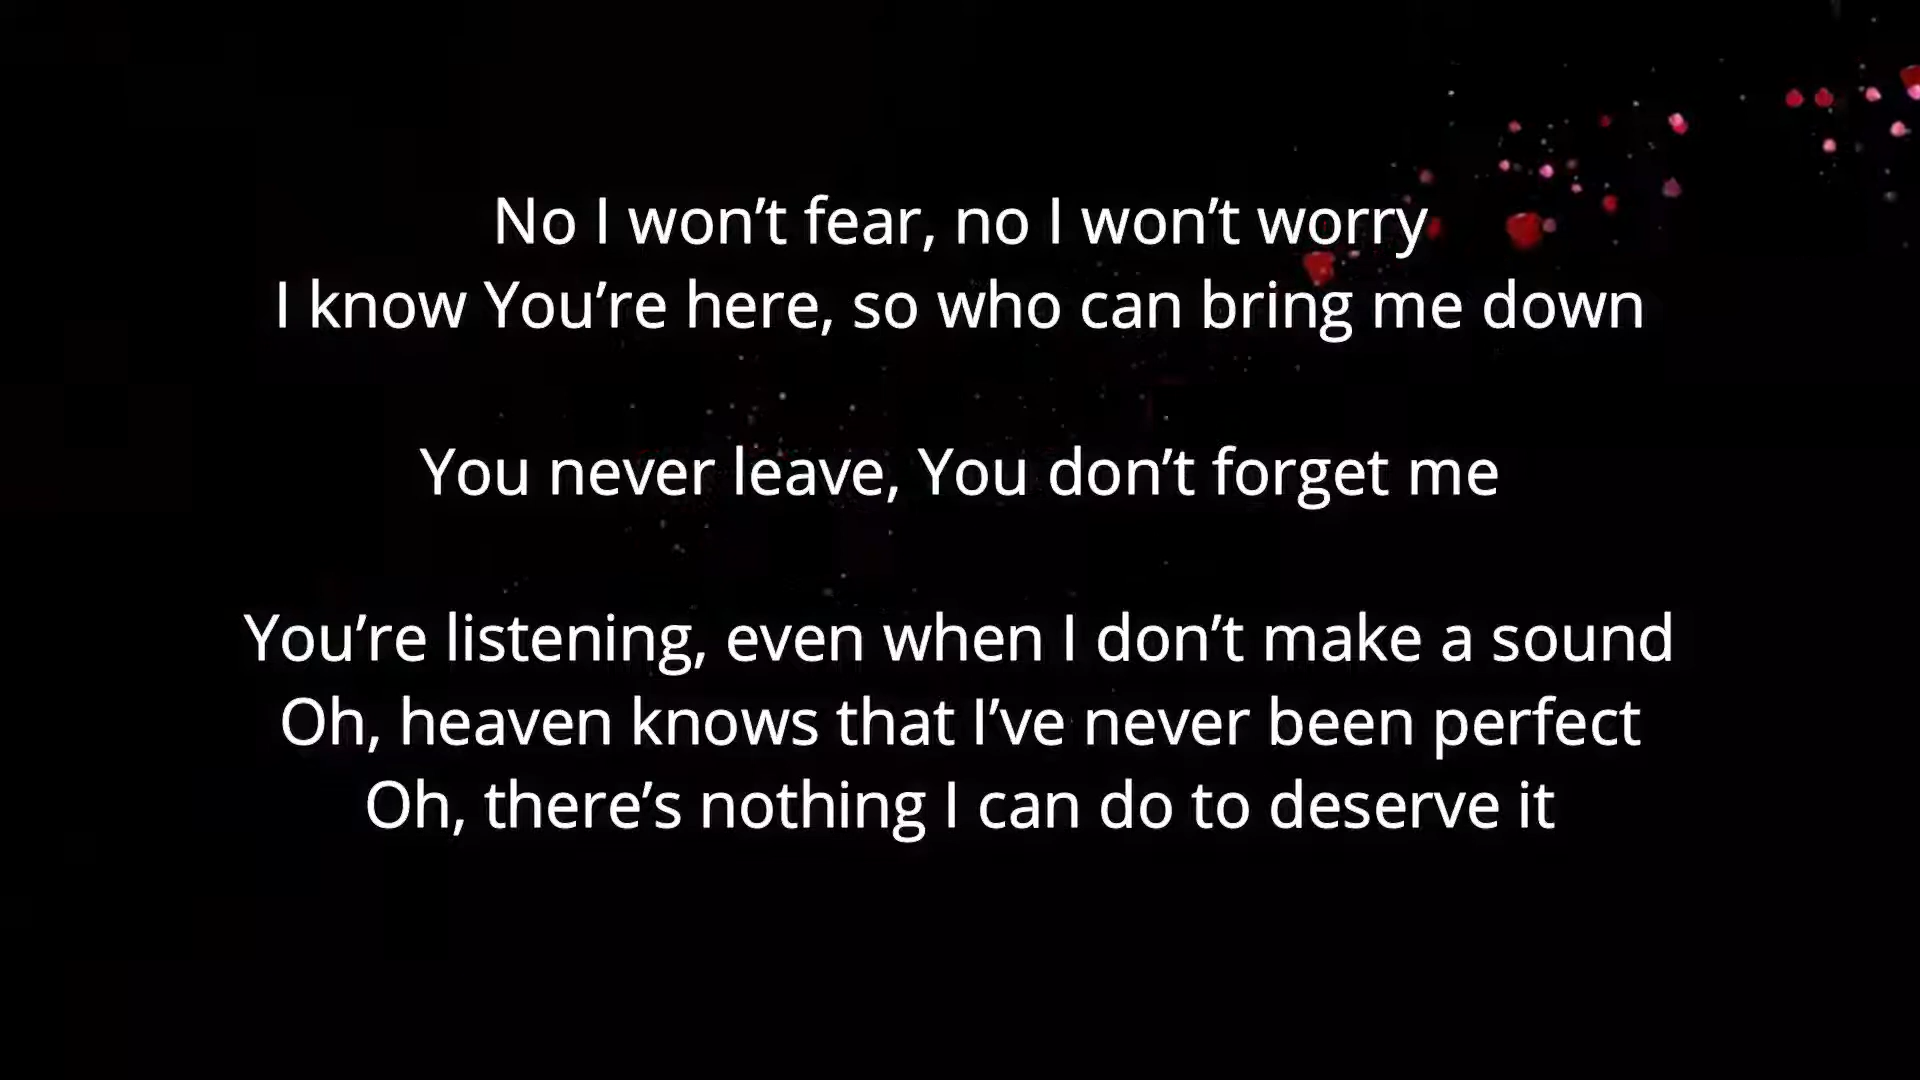 No I won’t fear, no I won’t worry
I know You’re here, so who can bring me down
You never leave, You don’t forget me
You’re listening, even when I don’t make a sound
Oh, heaven knows that I’ve never been perfect
Oh, there’s nothing I can do to deserve it